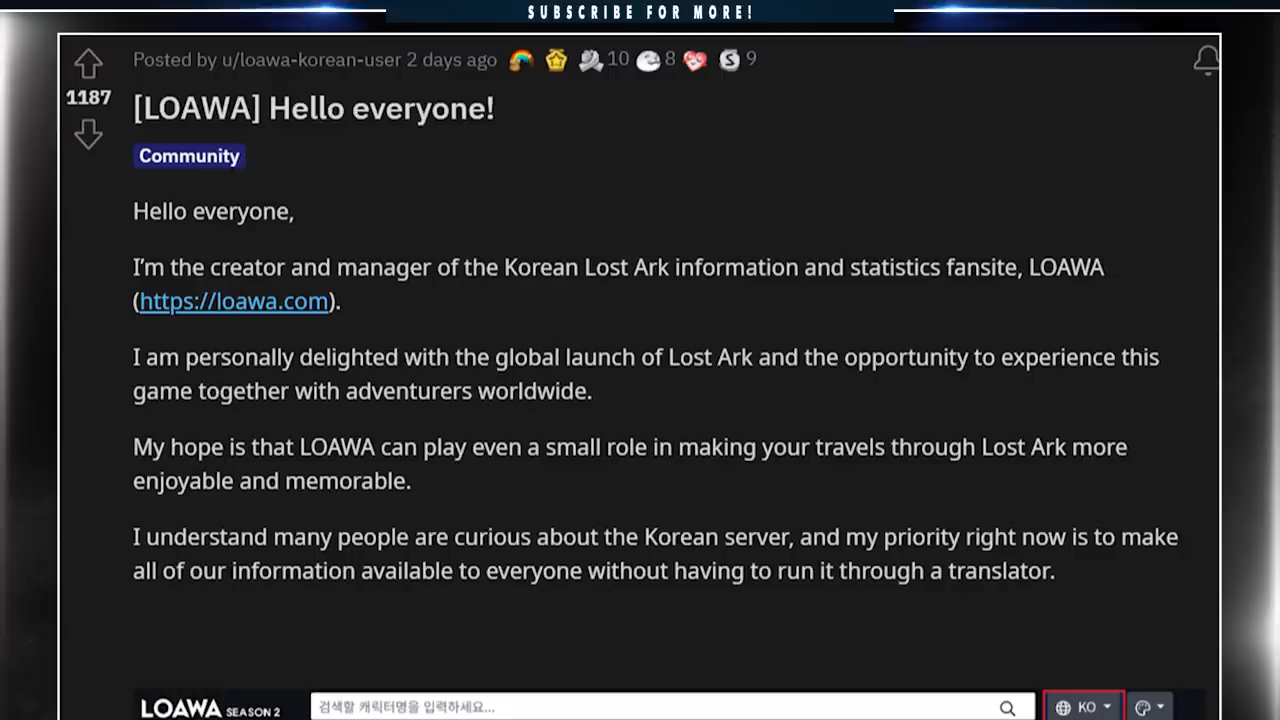 SUBSCRIBE FOR MORE!
Posted by u/loawa-korean-user 2 days ago 10 8 S 9
1187
[LOAWA] Hello everyone!
Community
Hello everyone,
I'm the creator and manager of the Korean Lost Ark information and statistics fansite, LOAWA
(https://loawa.com).
I am personally delighted with the global launch of Lost Ark and the opportunity to experience this
game together with adventurers worldwide.
My hope is that LOAWA can play even a small role in making your travels through Lost Ark more
enjoyable and memorable.
I understand many people are curious about the Korean server, and my priority right now is to make
all of our information available to everyone without having to run it through a translator.
LOAWA SEASON 2 검색할 캐릭터명을 입력하세요... KO